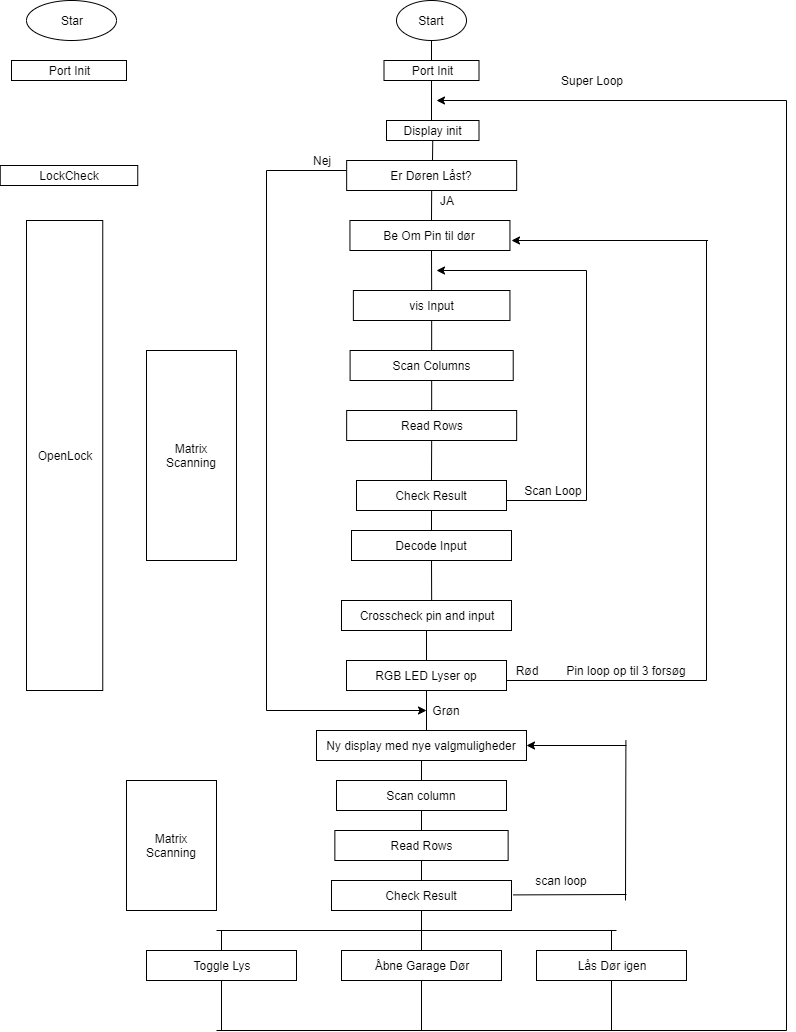 Star
Start
Port Init
Port Init
Super Loop
Display init
Nej
LockCheck
Er Døren Låst?
JA
Be Om Pin til dør
vis Input
Scan Columns
Read Rows
Matrix
Scanning
OpenLock
Check Result
Scan Loop
Decode Input
Crosscheck pin and input
RGB LED Lyser op
Rød
Pin loop op til 3 forsøg
Grøn
Ny display med nye valgmuligheder
Scan column
Matrix
Scanning
Read Rows
Check Result
scan loop
Toggle Lys
Åbne Garage Dør
Lås Dør igen